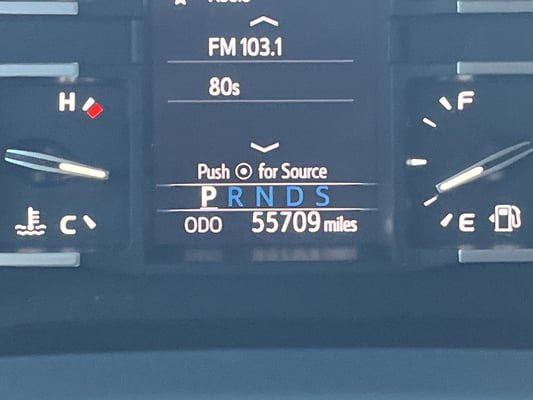 FM 103.1
H
F
80s
Push for Source
P R N D S
C
ODO 55709 miles
E